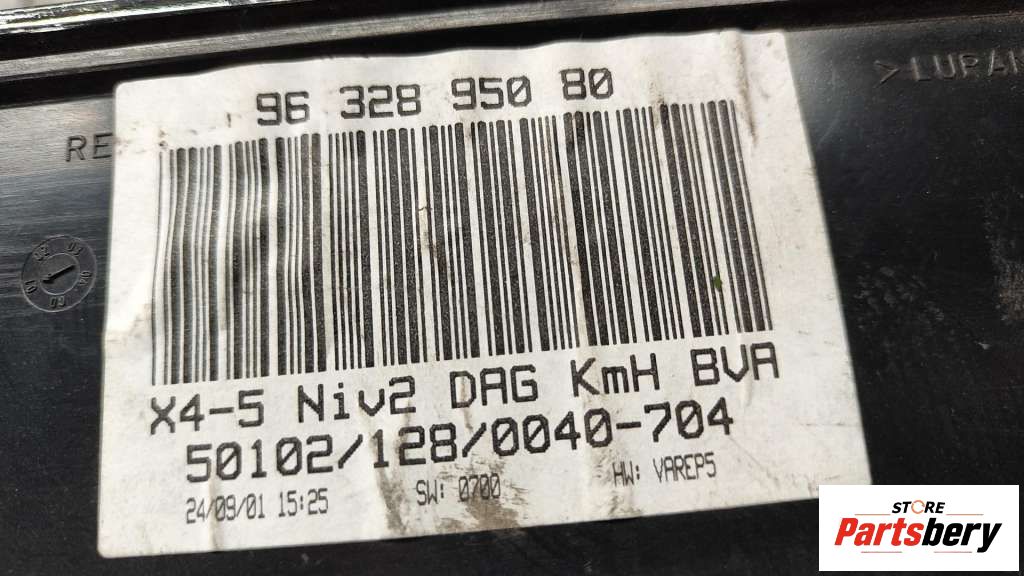 96 328 950 80
> LUPAN
RE
X4-5 Niv2 DAG KmH BVA
50102/128/0040-704
24/09/01 15:25
SW: 0700
HW: VAREP5
STORE
Partsbery